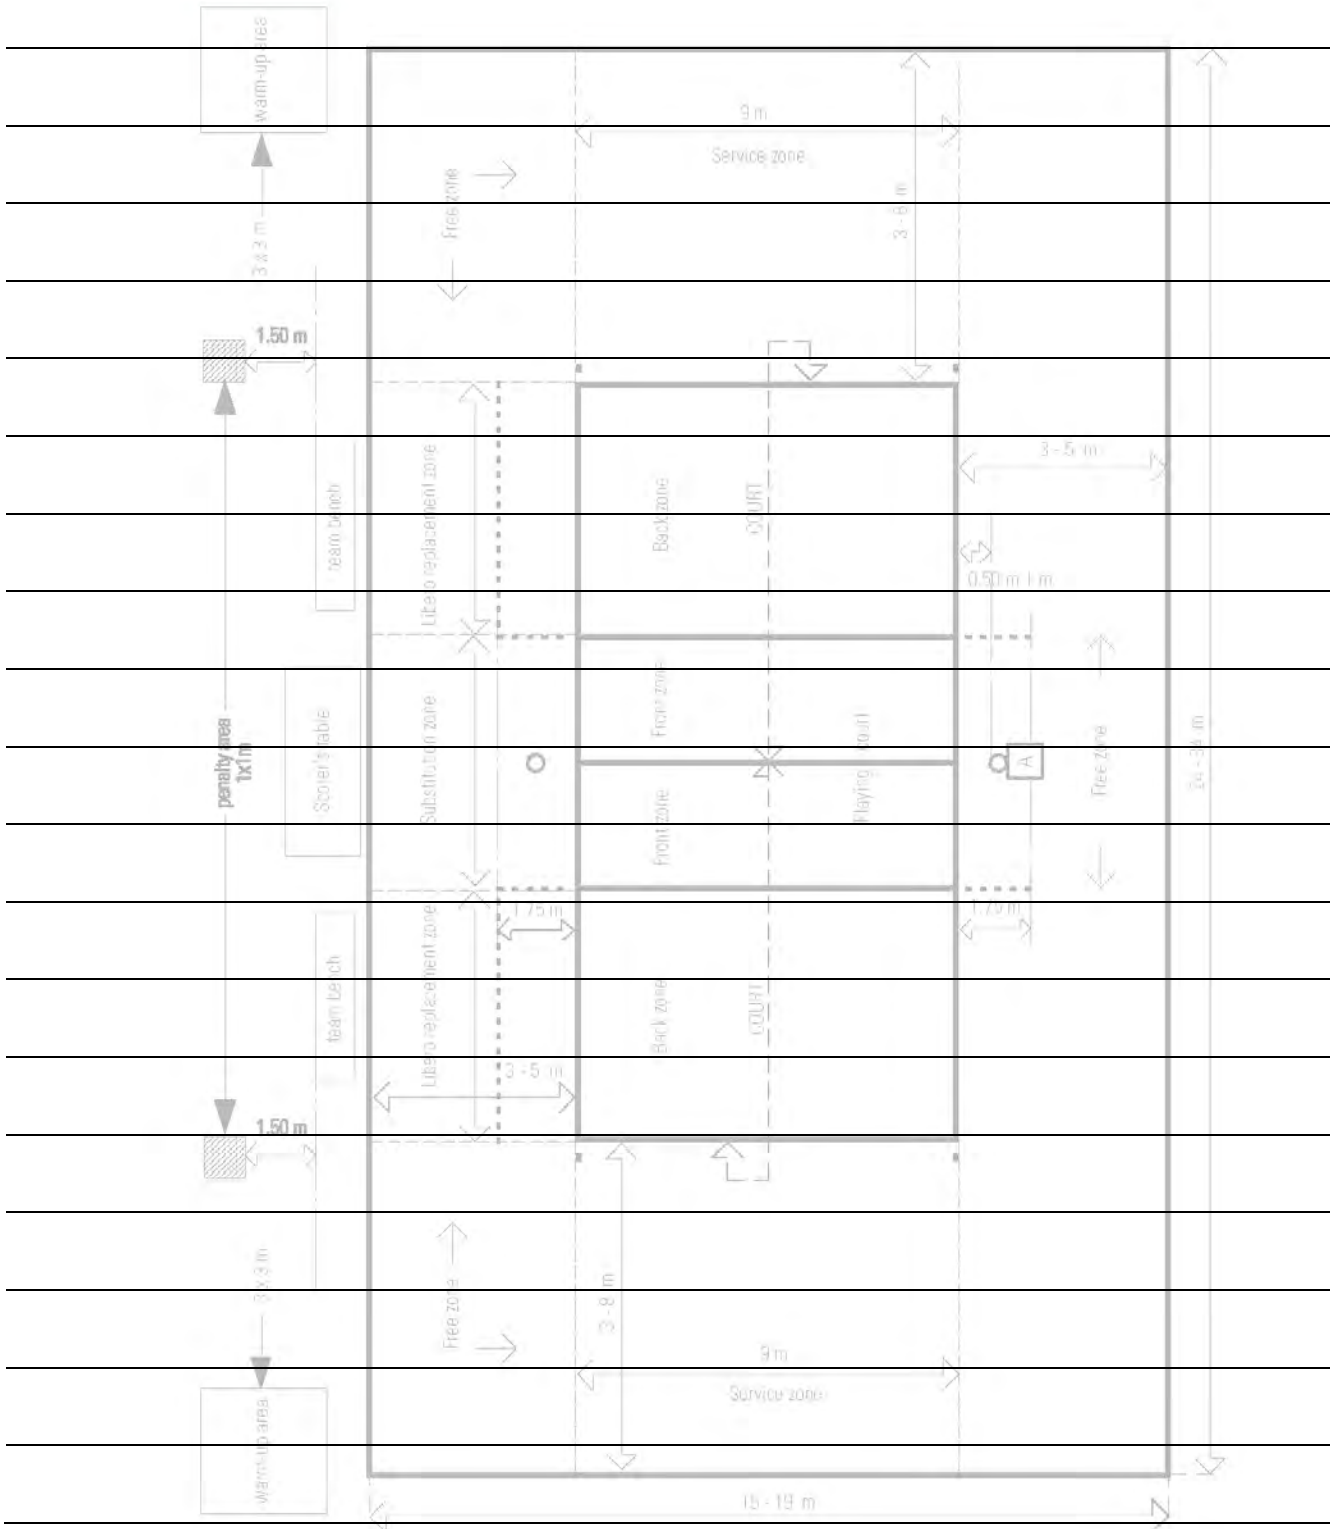 warm-up area
9 m
Service zone
Free zone
3 x 3 m
1.50 m
3 - 5 m
team bench
Libero replacement zone
Back zone
COURT
0.50 m 1 m
penalty area
1x1m
Scorer's table
Substitution zone
Front zone
Front zone
Playing court
A
Free zone
24 - 34 m
1.75 m
1.75 m
team bench
Libero replacement zone
Back zone
COURT
3 - 5 m
1.50 m
3 x 3 m
Free zone
3 - 8 m
9 m
Service zone
warm-up area
15 - 19 m